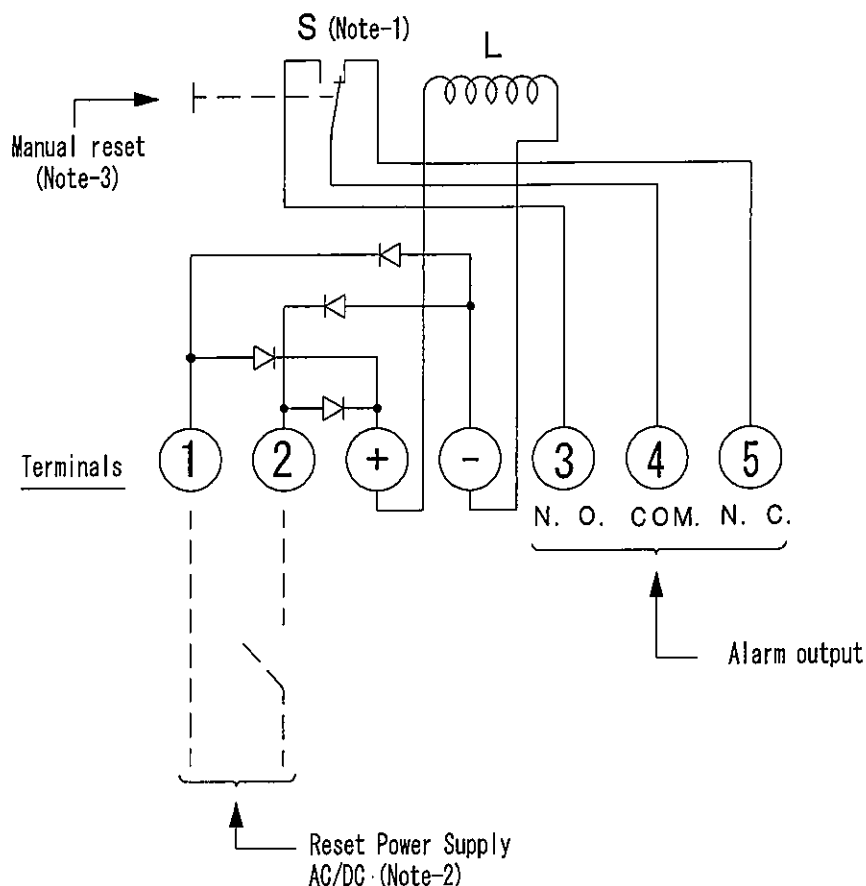 S (Note-1)
L
Manual reset
(Note-3)
Terminals
1 2 + - 3 4 5
N. O. COM. N. C.
Alarm output
Reset Power Supply
AC/DC (Note-2)